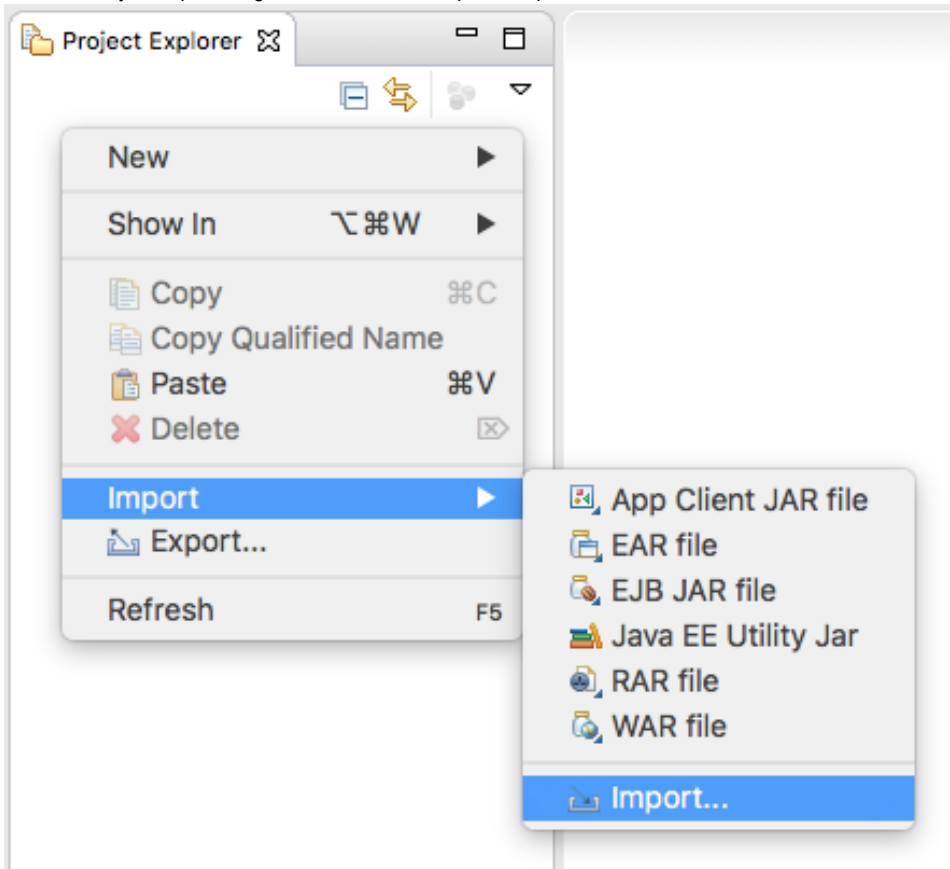 Project Explorer
New
Show In ⌥⌘W
Copy ⌘C
Copy Qualified Name
Paste ⌘V
Delete ⌦
Import
Export...
Refresh F5
App Client JAR file
EAR file
EJB JAR file
Java EE Utility Jar
RAR file
WAR file
Import...